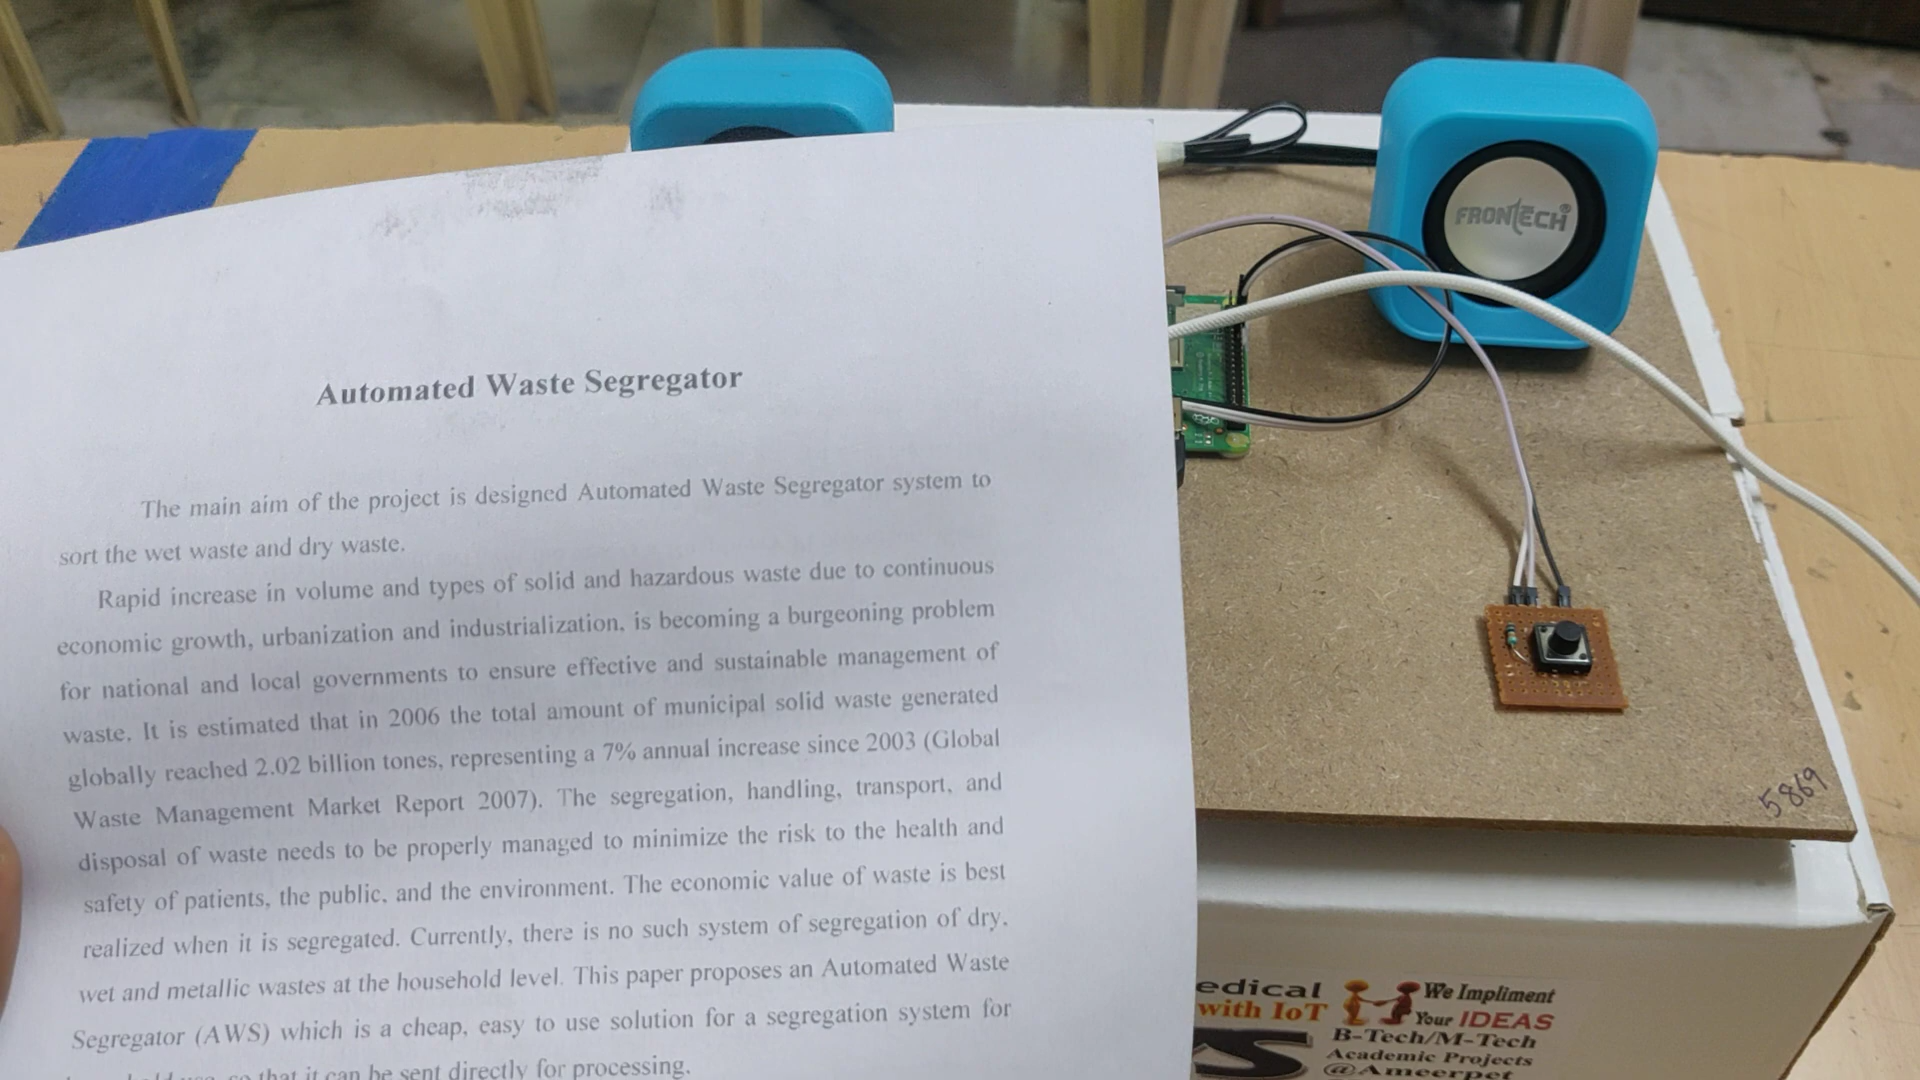 FRONTECH®
Automated Waste Segregator
The main aim of the project is designed Automated Waste Segregator system to
sort the wet waste and dry waste.
Rapid increase in volume and types of solid and hazardous waste due to continuous
economic growth, urbanization and industrialization, is becoming a burgeoning problem
for national and local governments to ensure effective and sustainable management of
waste. It is estimated that in 2006 the total amount of municipal solid waste generated
globally reached 2.02 billion tones, representing a 7% annual increase since 2003 (Global
Waste Management Market Report 2007). The segregation, handling, transport, and
disposal of waste needs to be properly managed to minimize the risk to the health and
safety of patients, the public, and the environment. The economic value of waste is best
realized when it is segregated. Currently, there is no such system of segregation of dry,
wet and metallic wastes at the household level. This paper proposes an Automated Waste
Segregator (AWS) which is a cheap, easy to use solution for a segregation system for
so that it can be sent directly for processing.
5869
edical
with IoT
We Impliment
Your IDEAS
B-Tech/M-Tech
Academic Projects
@Ameerpet